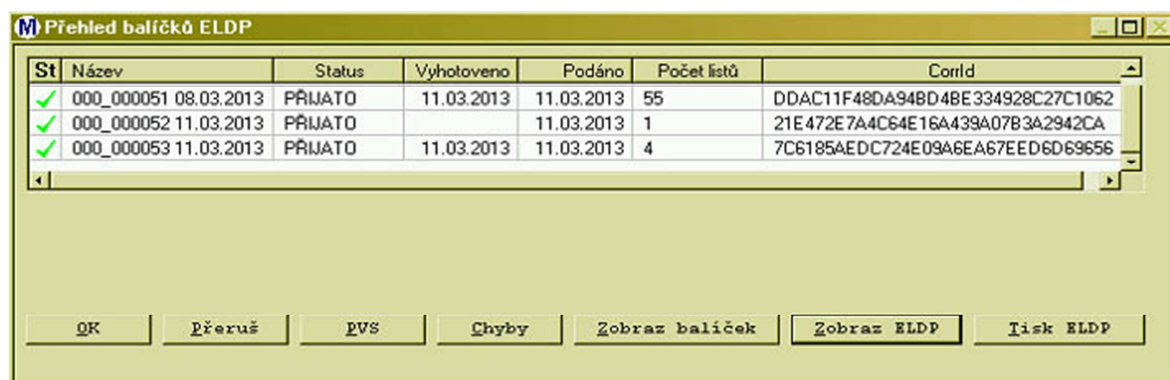 Přehled balíčků ELDP
St Název Status Vyhotoveno Podáno Počet listů CorrId
000_000051 08.03.2013 PŘIJATO 11.03.2013 11.03.2013 55 DDAC11F48DA94BD4BE334928C27C1062
000_000052 11.03.2013 PŘIJATO 11.03.2013 1 21E472E7A4C64E16A439A07B3A2942CA
000_000053 11.03.2013 PŘIJATO 11.03.2013 11.03.2013 4 7C6185AEDC724E09A6EA67EED6D69656
OK Přeruš PVS Chyby Zobraz balíček Zobraz ELDP Tisk ELDP